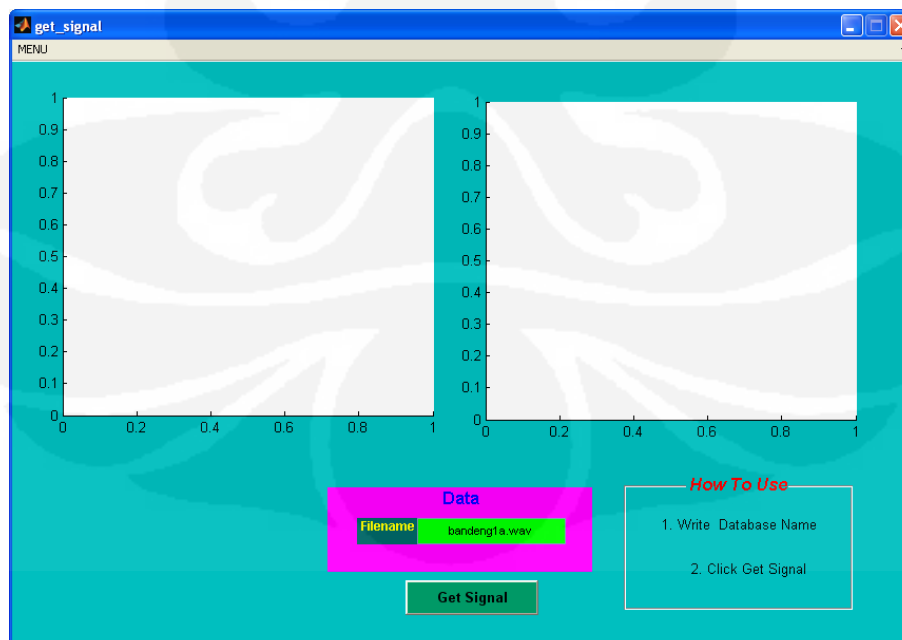 get_signal
MENU
1
0.9
0.8
0.7
0.6
0.5
0.4
0.3
0.2
0.1
0
0 0.2 0.4 0.6 0.8 1
1
0.9
0.8
0.7
0.6
0.5
0.4
0.3
0.2
0.1
0
0 0.2 0.4 0.6 0.8 1
Data
Filename bandeng1a.wav
Get Signal
How To Use
1. Write Database Name
2. Click Get Signal